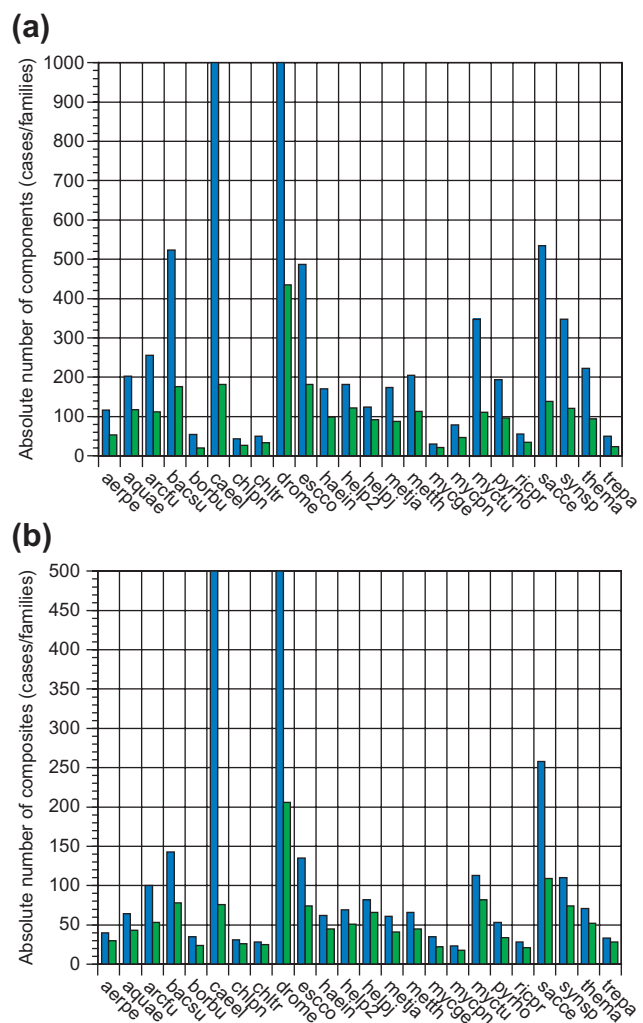 (a)
Absolute number of components (cases/families)
1000
900
800
700
600
500
400
300
200
100
0
aerpe
aquae
arcfu
bacsu
borbu
caeel
chlpn
chltr
drome
escco
haein
help2
helpj
metja
metth
mycge
mycpn
myctu
pyrho
ricpr
sacce
synsp
thema
trepa
(b)
Absolute number of composites (cases/families)
500
450
400
350
300
250
200
150
100
50
0
aerpe
aquae
arcfu
bacsu
borbu
caeel
chlpn
chltr
drome
escco
haein
help2
helpj
metja
metth
mycge
mycpn
myctu
pyrho
ricpr
sacce
synsp
thema
trepa